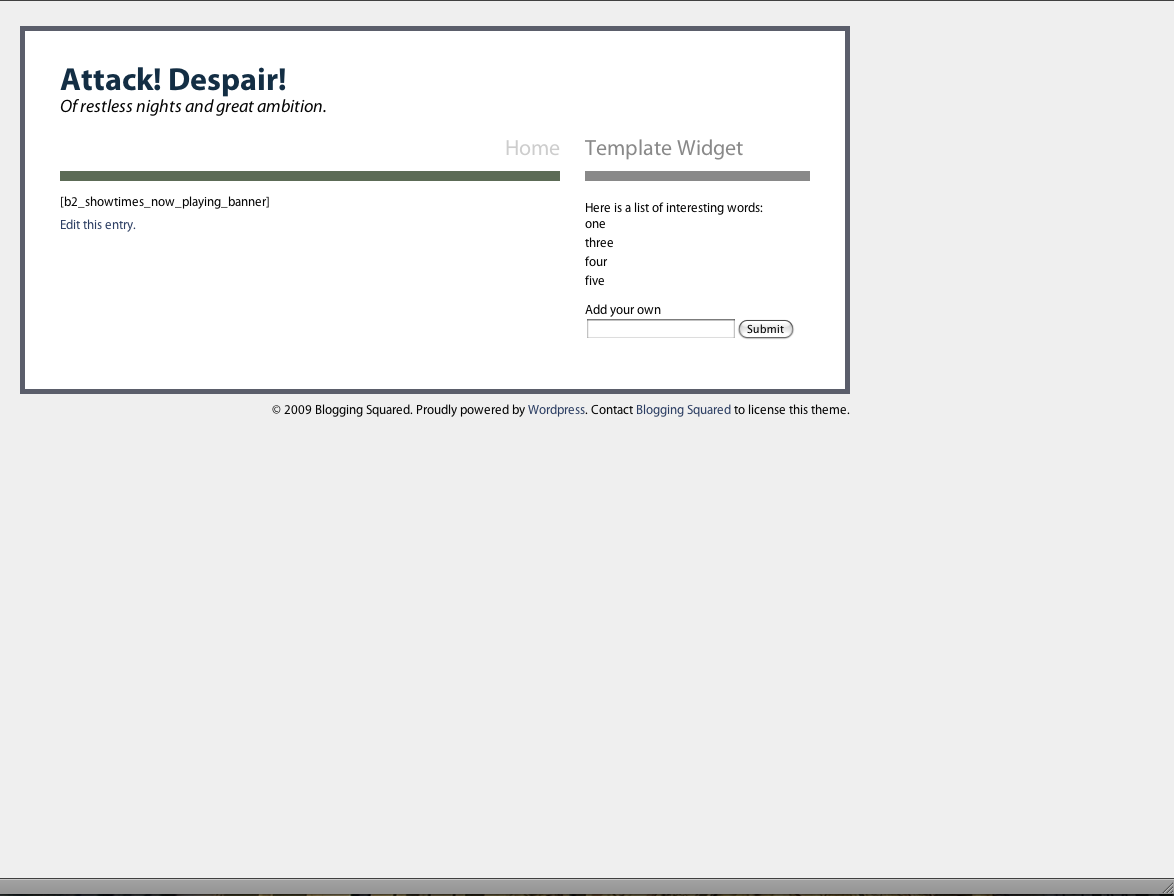 Attack! Despair!
Of restless nights and great ambition.
Home
[b2_showtimes_now_playing_banner]
Edit this entry.
Template Widget
Here is a list of interesting words:
one
three
four
five
Add your own
Submit
© 2009 Blogging Squared. Proudly powered by Wordpress. Contact Blogging Squared to license this theme.